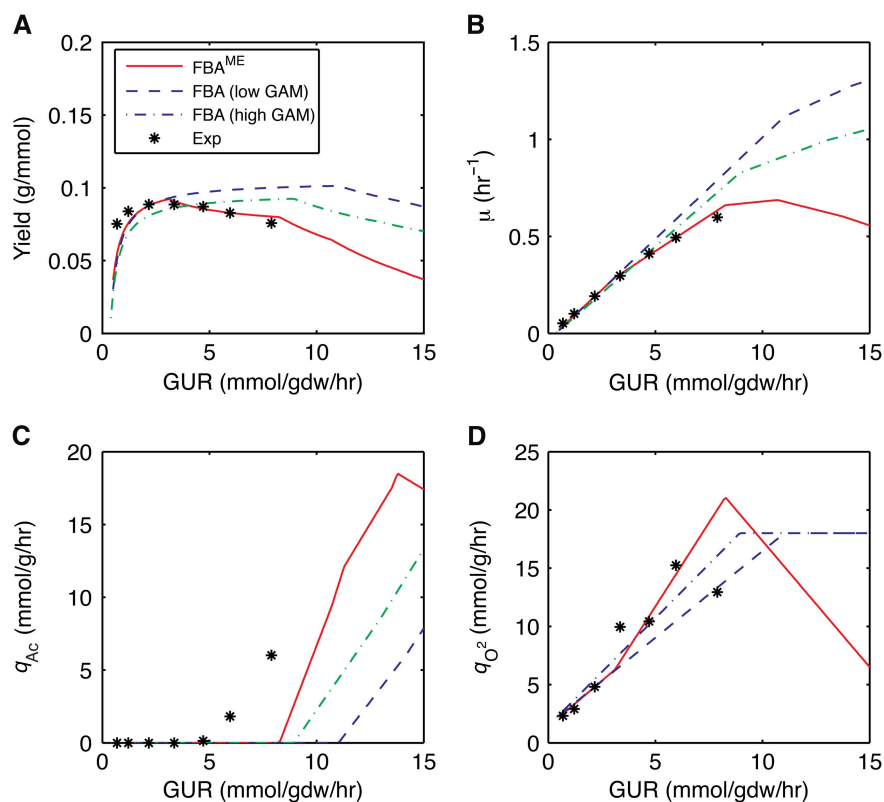 A
0.2
0.15
0.1
0.05
0
Yield (g/mmol)
FBA^ME
FBA (low GAM)
FBA (high GAM)
Exp
0 5 10 15
GUR (mmol/gdw/hr)
B
1.5
1
0.5
0
μ (hr⁻¹)
0 5 10 15
GUR (mmol/gdw/hr)
C
20
15
10
5
0
q_Ac (mmol/g/hr)
0 5 10 15
GUR (mmol/gdw/hr)
D
25
20
15
10
5
0
q_O² (mmol/g/hr)
0 5 10 15
GUR (mmol/gdw/hr)